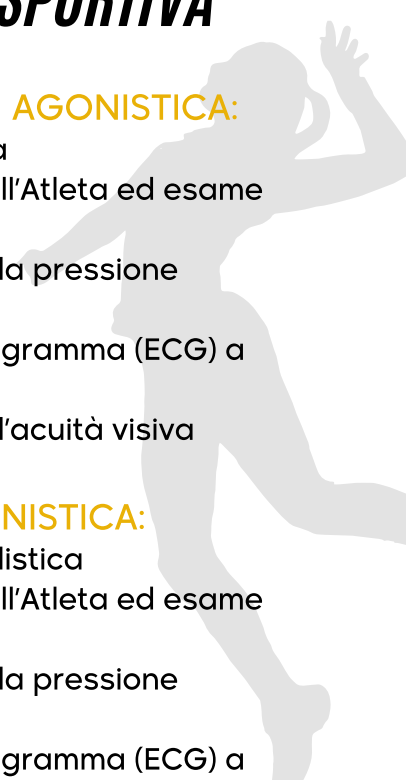 SPORTIVA
AGONISTICA:
a
ll'Atleta ed esame
la pressione
gramma (ECG) a
l'acuità visiva
NISTICA:
listica
ll'Atleta ed esame
la pressione
gramma (ECG) a